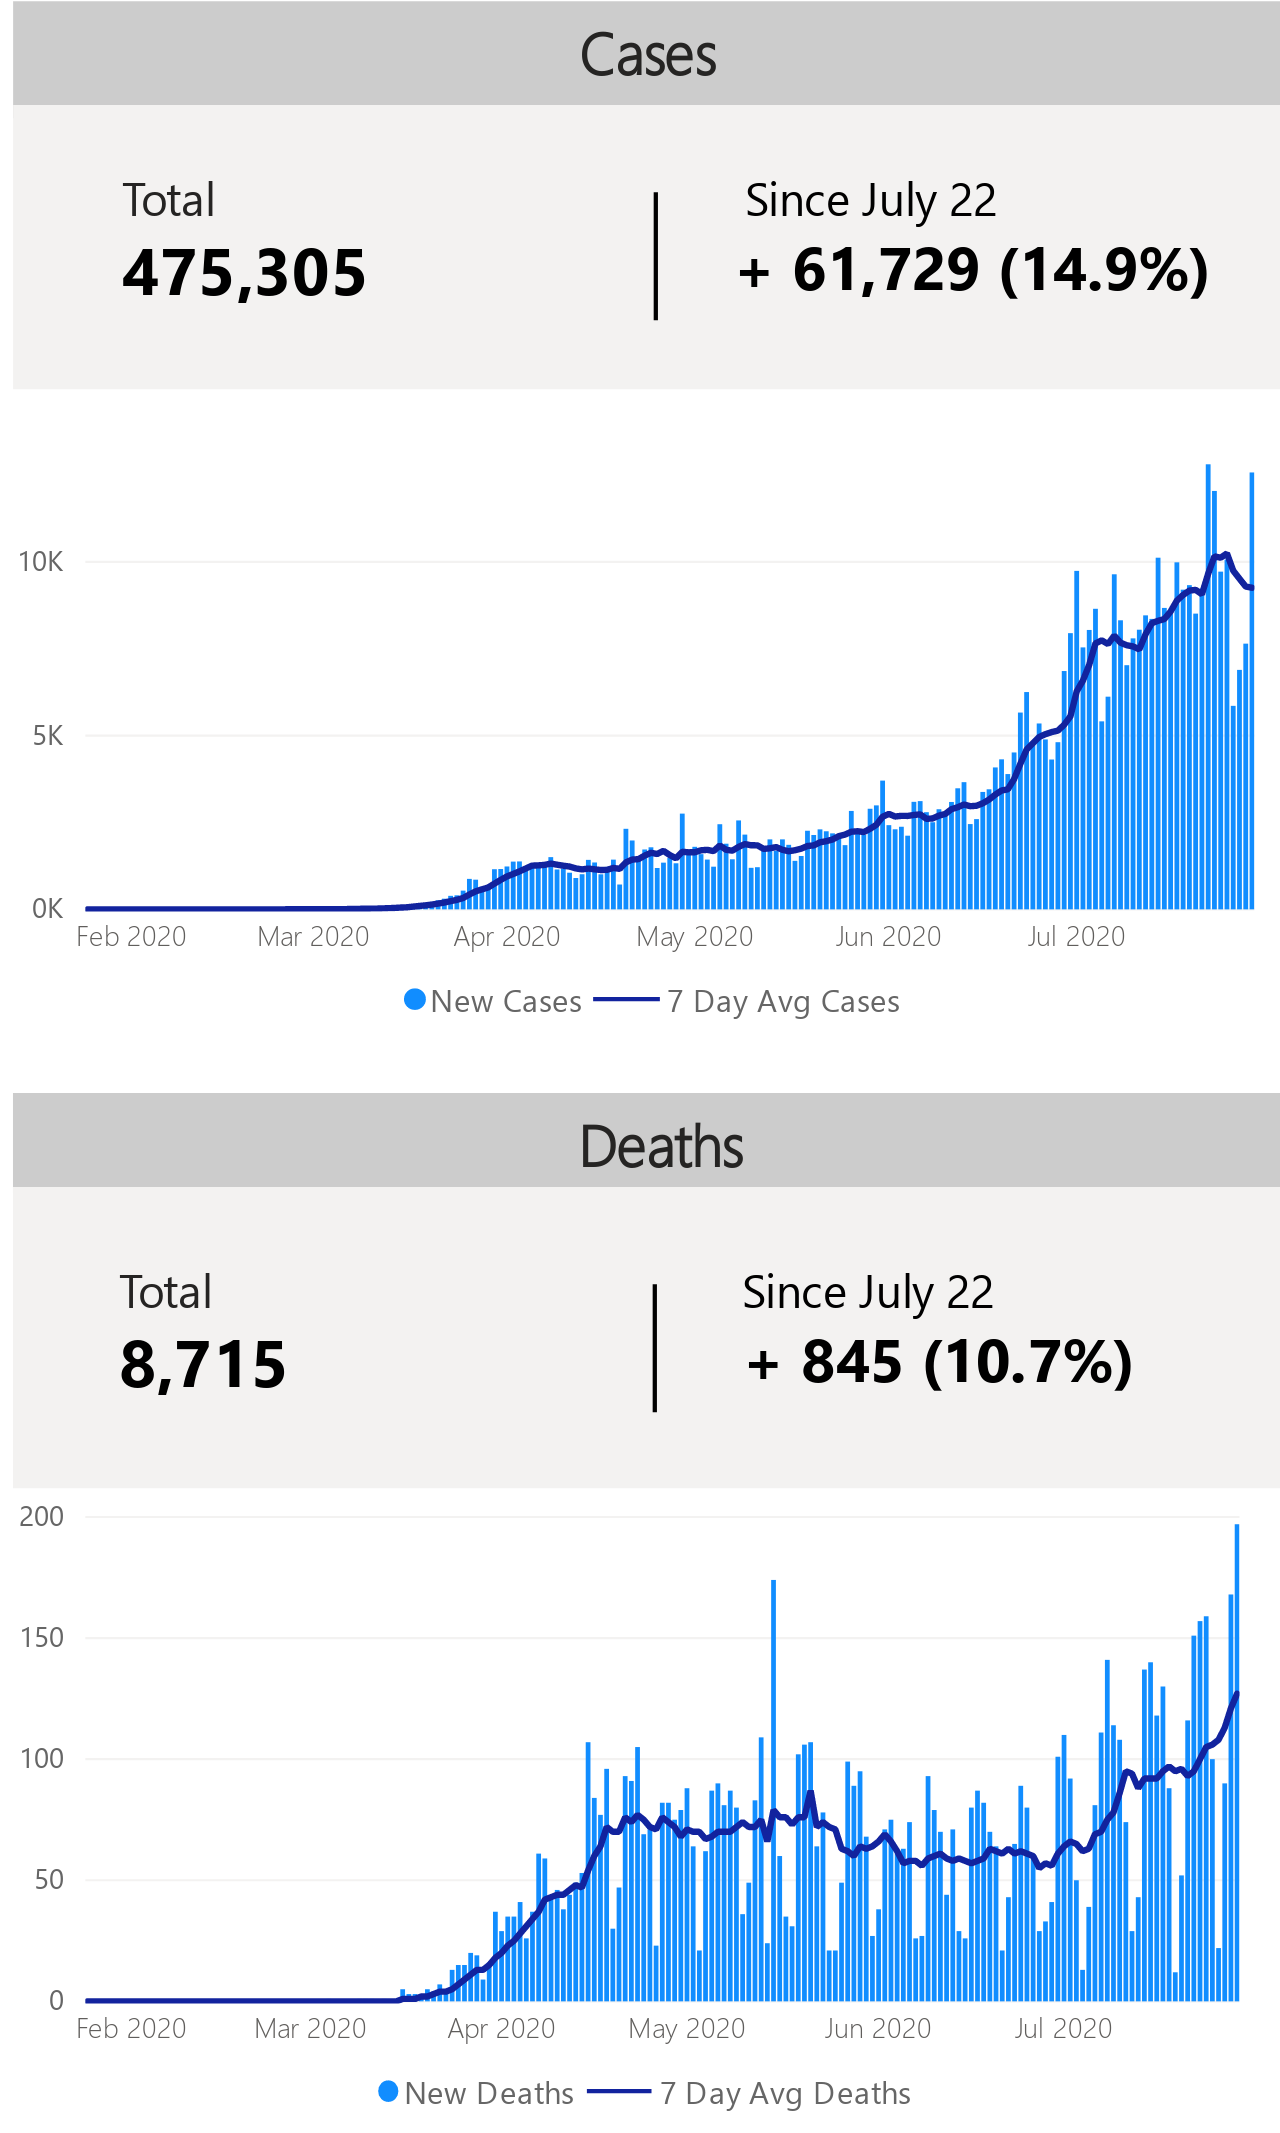 Cases
Total
Since July 22
475,305
+ 61,729 (14.9%)
10K
5K
0K
Feb 2020 Mar 2020 Apr 2020 May 2020 Jun 2020 Jul 2020
New Cases 7 Day Avg Cases
Deaths
Total
Since July 22
8,715
+ 845 (10.7%)
200
150
100
50
0
Feb 2020 Mar 2020 Apr 2020 May 2020 Jun 2020 Jul 2020
New Deaths 7 Day Avg Deaths